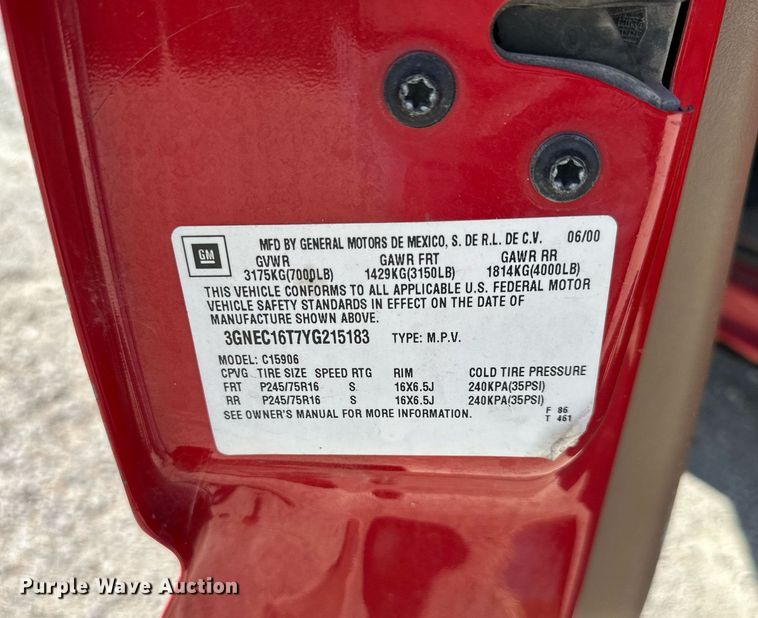 GM
MFD BY GENERAL MOTORS DE MEXICO, S. DE R.L. DE C.V. 06/00
GVWR GAWR FRT GAWR RR
3175KG(7000LB) 1429KG(3150LB) 1814KG(4000LB)
THIS VEHICLE CONFORMS TO ALL APPLICABLE U.S. FEDERAL MOTOR
VEHICLE SAFETY STANDARDS IN EFFECT ON THE DATE OF
MANUFACTURE SHOWN ABOVE.
3GNEC16T7YG215183 TYPE: M.P.V.
MODEL: C15906
CPVG TIRE SIZE SPEED RTG RIM COLD TIRE PRESSURE
FRT P245/75R16 S 16X6.5J 240KPA(35PSI)
RR P245/75R16 S 16X6.5J 240KPA(35PSI)
SEE OWNER'S MANUAL FOR MORE INFORMATION.
F 86
T 461
Purple Wave Auction